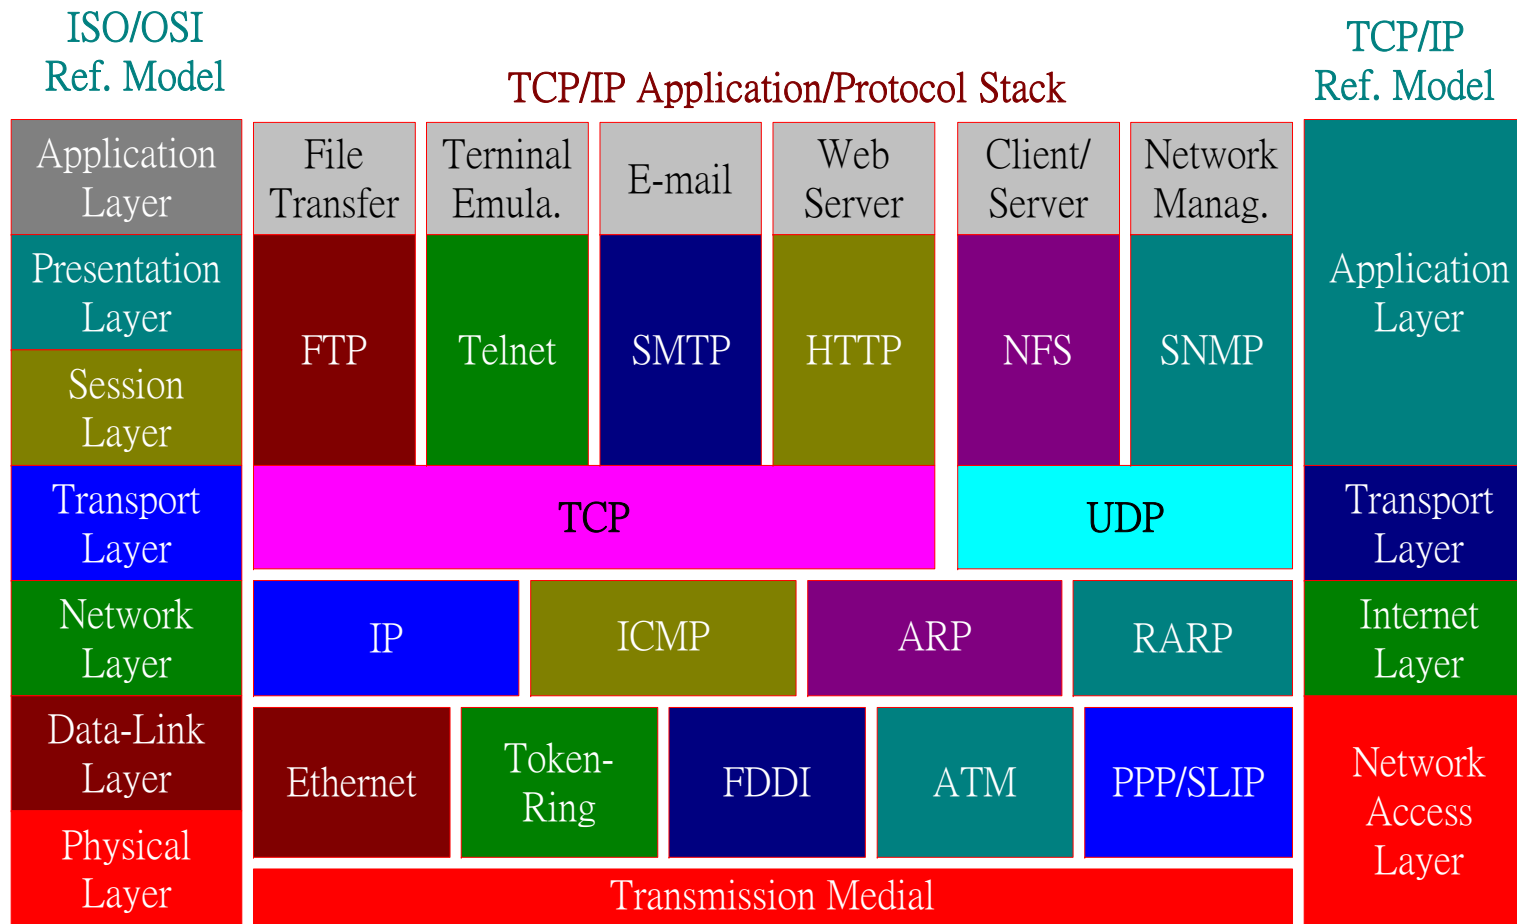 ISO/OSI
Ref. Model
TCP/IP Application/Protocol Stack
TCP/IP
Ref. Model
Application
Layer
File
Transfer
Terninal
Emula.
E-mail
Web
Server
Client/
Server
Network
Manag.
Presentation
Layer
Session
Layer
FTP
Telnet
SMTP
HTTP
NFS
SNMP
Application
Layer
Transport
Layer
TCP
UDP
Transport
Layer
Network
Layer
IP
ICMP
ARP
RARP
Internet
Layer
Data-Link
Layer
Physical
Layer
Ethernet
Token-
Ring
FDDI
ATM
PPP/SLIP
Transmission Medial
Network
Access
Layer